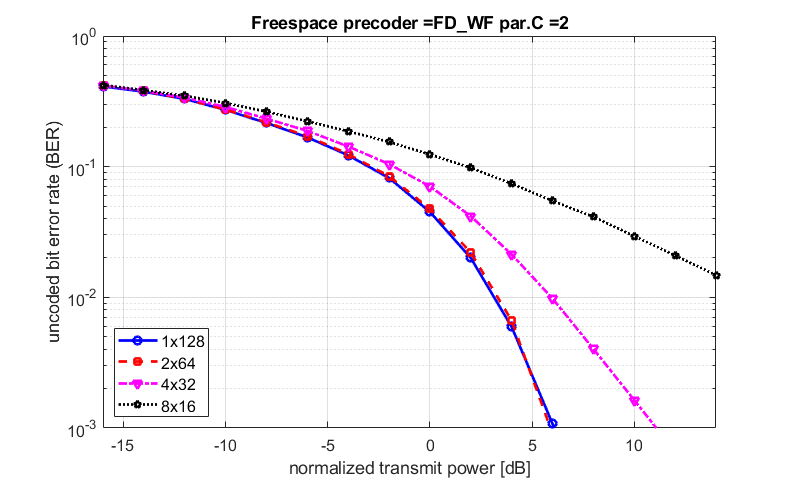 Freespace precoder =FD_WF par.C =2
10^0
10^-1
10^-2
10^-3
uncoded bit error rate (BER)
1x128
2x64
4x32
8x16
-15 -10 -5 0 5 10
normalized transmit power [dB]